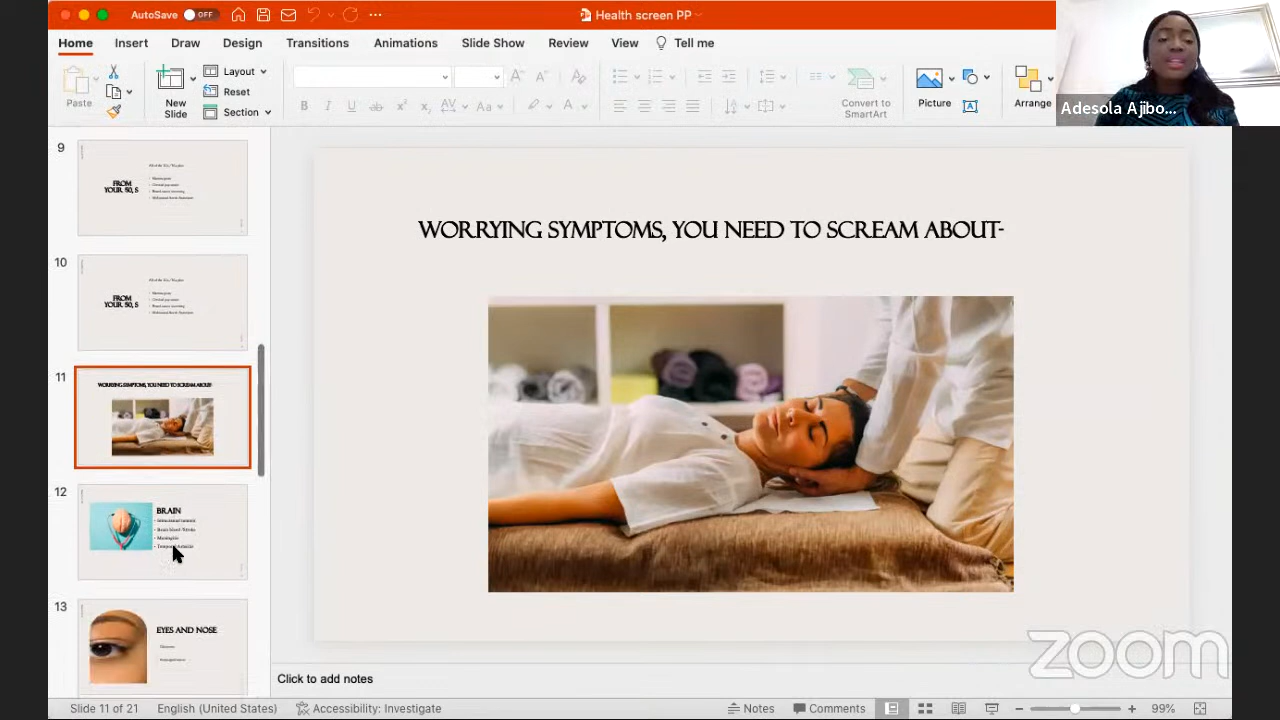 AutoSave OFF
Health screen PP
Home Insert Draw Design Transitions Animations Slide Show Review View Tell me
Paste
New Slide
Layout
Reset
Section
Convert to SmartArt
Picture
Arrange
Adesola Ajibo...
9
FROM YOUR 50, S
10
FROM YOUR 50, S
11
WORRYING SYMPTOMS, YOU NEED TO SCREAM ABOUT-
12
BRAIN
Meningitis
13
EYES AND NOSE
WORRYING SYMPTOMS, YOU NEED TO SCREAM ABOUT-
zoom
Click to add notes
Slide 11 of 21 English (United States) Accessibility: Investigate Notes Comments 99%